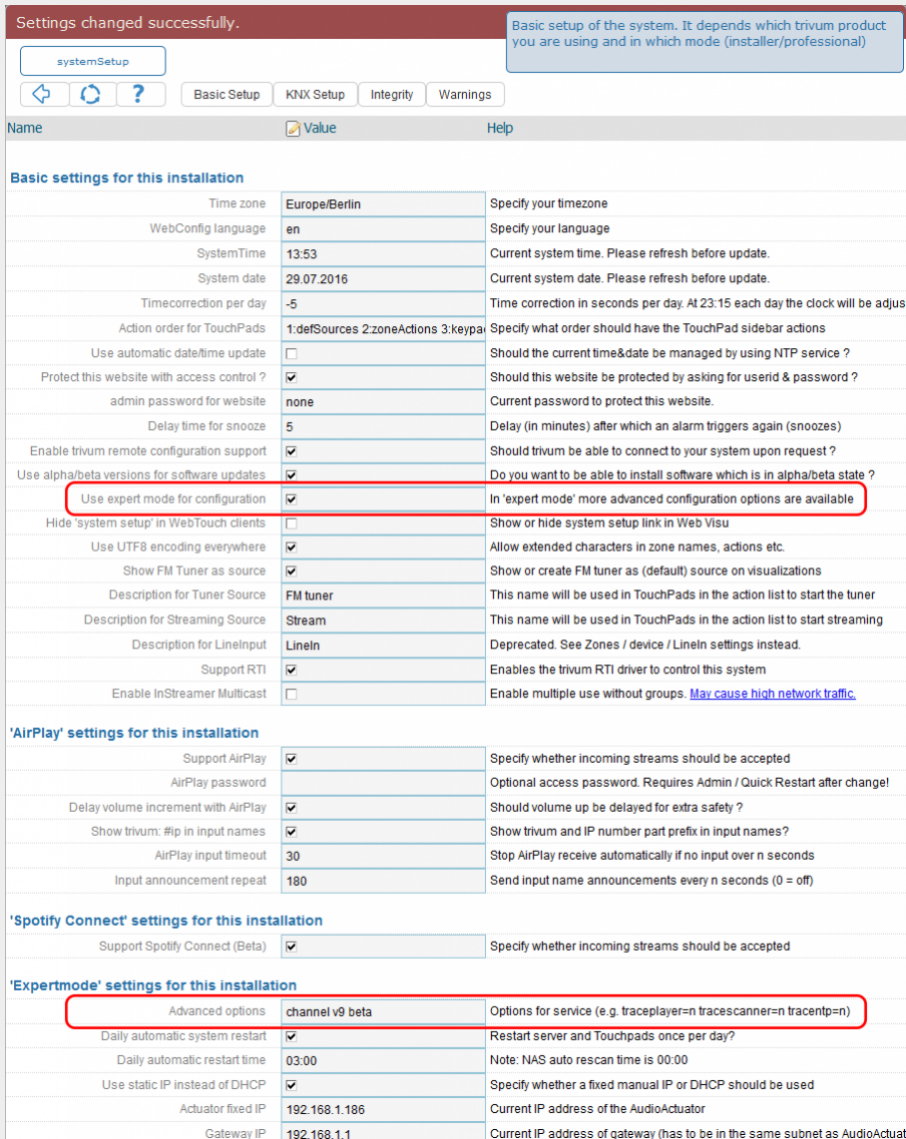 Settings changed successfully.
Basic setup of the system. It depends which trivum product
you are using and in which mode (installer/professional)
systemSetup
? Basic Setup KNX Setup Integrity Warnings
Name Value Help
Basic settings for this installation
Time zone Europe/Berlin Specify your timezone
WebConfig language en Specify your language
SystemTime 13:53 Current system time. Please refresh before update.
System date 29.07.2016 Current system date. Please refresh before update.
Timecorrection per day -5 Time correction in seconds per day. At 23:15 each day the clock will be adjus
Action order for TouchPads 1:defSources 2:zoneActions 3:keypa Specify what order should have the TouchPad sidebar actions
Use automatic date/time update Should the current time&date be managed by using NTP service ?
Protect this website with access control ? Should this website be protected by asking for userid & password ?
admin password for website none Current password to protect this website.
Delay time for snooze 5 Delay (in minutes) after which an alarm triggers again (snoozes)
Enable trivum remote configuration support Should trivum be able to connect to your system upon request ?
Use alpha/beta versions for software updates Do you want to be able to install software which is in alpha/beta state ?
Use expert mode for configuration In 'expert mode' more advanced configuration options are available
Hide 'system setup' in WebTouch clients Show or hide system setup link in Web Visu
Use UTF8 encoding everywhere Allow extended characters in zone names, actions etc.
Show FM Tuner as source Show or create FM tuner as (default) source on visualizations
Description for Tuner Source FM tuner This name will be used in TouchPads in the action list to start the tuner
Description for Streaming Source Stream This name will be used in TouchPads in the action list to start streaming
Description for LineInput LineIn Deprecated. See Zones / device / LineIn settings instead.
Support RTI Enables the trivum RTI driver to control this system
Enable InStreamer Multicast Enable multiple use without groups. May cause high network traffic.
'AirPlay' settings for this installation
Support AirPlay Specify whether incoming streams should be accepted
AirPlay password Optional access password. Requires Admin / Quick Restart after change!
Delay volume increment with AirPlay Should volume up be delayed for extra safety ?
Show trivum: #ip in input names Show trivum and IP number part prefix in input names?
AirPlay input timeout 30 Stop AirPlay receive automatically if no input over n seconds
Input announcement repeat 180 Send input name announcements every n seconds (0 = off)
'Spotify Connect' settings for this installation
Support Spotify Connect (Beta) Specify whether incoming streams should be accepted
'Expertmode' settings for this installation
Advanced options channel v9 beta Options for service (e.g. traceplayer=n tracescanner=n tracentp=n)
Daily automatic system restart Restart server and Touchpads once per day?
Daily automatic restart time 03:00 Note: NAS auto rescan time is 00:00
Use static IP instead of DHCP Specify whether a fixed manual IP or DHCP should be used
Actuator fixed IP 192.168.1.186 Current IP address of the AudioActuator
Gateway IP 192.168.1.1 Current IP address of gateway (has to be in the same subnet as AudioActuat